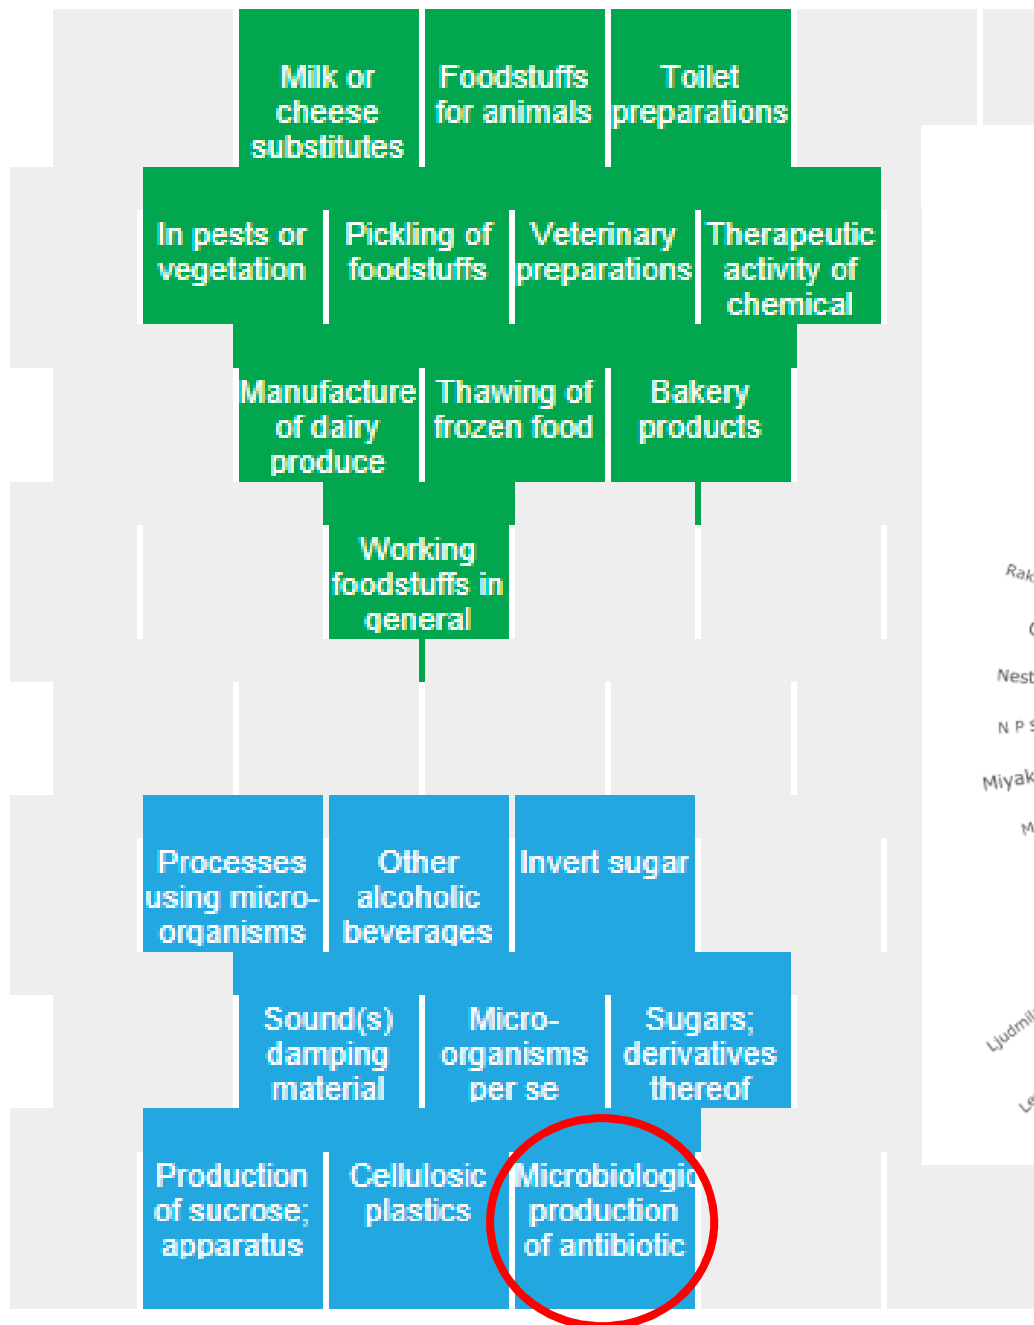 Milk or
cheese
substitutes
Foodstuffs
for animals
Toilet
preparations
In pests or
vegetation
Pickling of
foodstuffs
Veterinary
preparations
Therapeutic
activity of
chemical
Manufacture
of dairy
produce
Thawing of
frozen food
Bakery
products
Working
foodstuffs in
general
Rak
Nest
N P S
Miyak
M
Processes
using micro-
organisms
Other
alcoholic
beverages
Invert sugar
Sound(s)
damping
material
Micro-
organisms
per se
Sugars;
derivatives
thereof
Ljudmil
Le
Production
of sucrose;
apparatus
Cellulosic
plastics
Microbiologic
production
of antibiotic